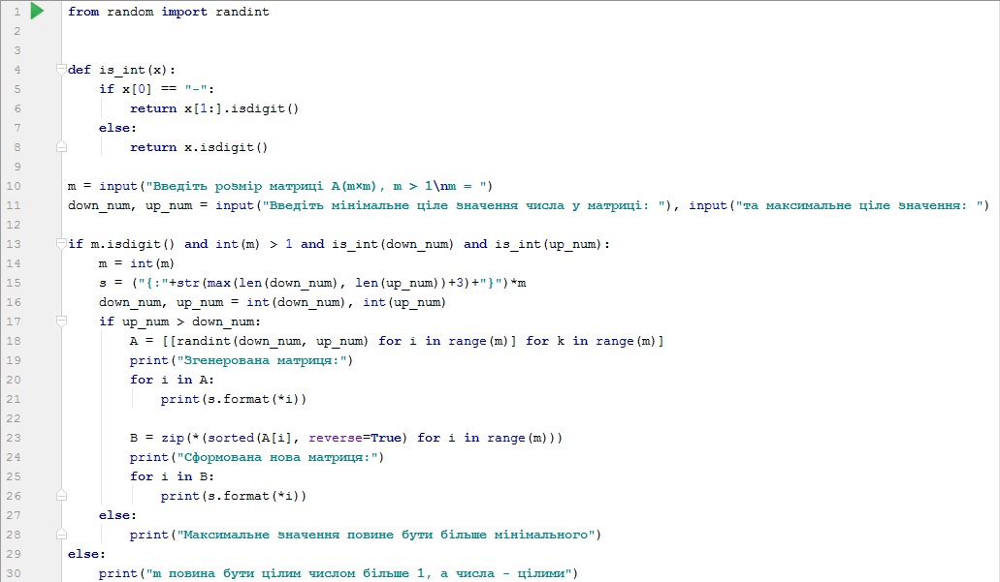 1 from random import randint
2
3
4 def is_int(x):
5     if x[0] == "-":
6         return x[1:].isdigit()
7     else:
8         return x.isdigit()
9
10 m = input("Введіть розмір матриці A(m×m), m > 1\nm = ")
11 down_num, up_num = input("Введіть мінімальне ціле значення числа у матриці: "), input("та максимальне ціле значення: ")
12
13 if m.isdigit() and int(m) > 1 and is_int(down_num) and is_int(up_num):
14     m = int(m)
15     s = ("{:"+str(max(len(down_num), len(up_num))+3)+"}")*m
16     down_num, up_num = int(down_num), int(up_num)
17     if up_num > down_num:
18         A = [[randint(down_num, up_num) for i in range(m)] for k in range(m)]
19         print("Згенерована матриця:")
20         for i in A:
21             print(s.format(*i))
22
23         B = zip(*(sorted(A[i], reverse=True) for i in range(m)))
24         print("Сформована нова матриця:")
25         for i in B:
26             print(s.format(*i))
27     else:
28         print("Максимальне значення повине бути більше мінімального")
29 else:
30     print("m повина бути цілим числом більше 1, а числа - цілими")